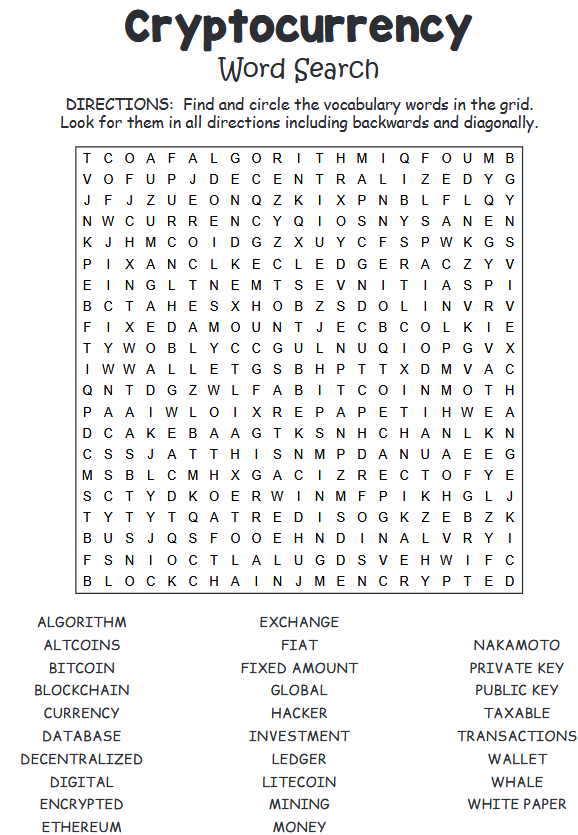 Cryptocurrency
Word Search
DIRECTIONS: Find and circle the vocabulary words in the grid.
Look for them in all directions including backwards and diagonally.
T C O A F A L G O R I T H M I Q F O U M B
V O F U P J D E C E N T R A L I Z E D Y G
J F J Z U E O N Q Z K I X P N B L F L Q Y
N W C U R R E N C Y Q I O S N Y S A N E N
K J H M C O I D G Z X U Y C F S P W K G S
P I X A N C L K E C L E D G E R A C Z Y V
E I N G L T N E M T S E V N I T I A S P I
B C T A H E S X H O B Z S D O L I N V R V
F I X E D A M O U N T J E C B C O L K I E
T Y W O B L Y C C G U L N U Q I O P G V X
I W W A L L E T G S B H P T T X D M V A C
Q N T D G Z W L F A B I T C O I N M O T H
P A A I W L O I X R E P A P E T I H W E A
D C A K E B A A G T K S N H C H A N L K N
C S S J A T T H I S N M P D A N U A E E G
M S B L C M H X G A C I Z R E C T O F Y E
S C T Y D K O E R W I N M F P I K H G L J
T Y T Y T Q A T R E D I S O G K Z E B Z K
B U S J Q S F O O E H N D I N A L V R Y I
F S N I O C T L A L U G D S V E H W I F C
B L O C K C H A I N J M E N C R Y P T E D
ALGORITHM EXCHANGE
ALTCOINS FIAT NAKAMOTO
BITCOIN FIXED AMOUNT PRIVATE KEY
BLOCKCHAIN GLOBAL PUBLIC KEY
CURRENCY HACKER TAXABLE
DATABASE INVESTMENT TRANSACTIONS
DECENTRALIZED LEDGER WALLET
DIGITAL LITECOIN WHALE
ENCRYPTED MINING WHITE PAPER
ETHEREUM MONEY